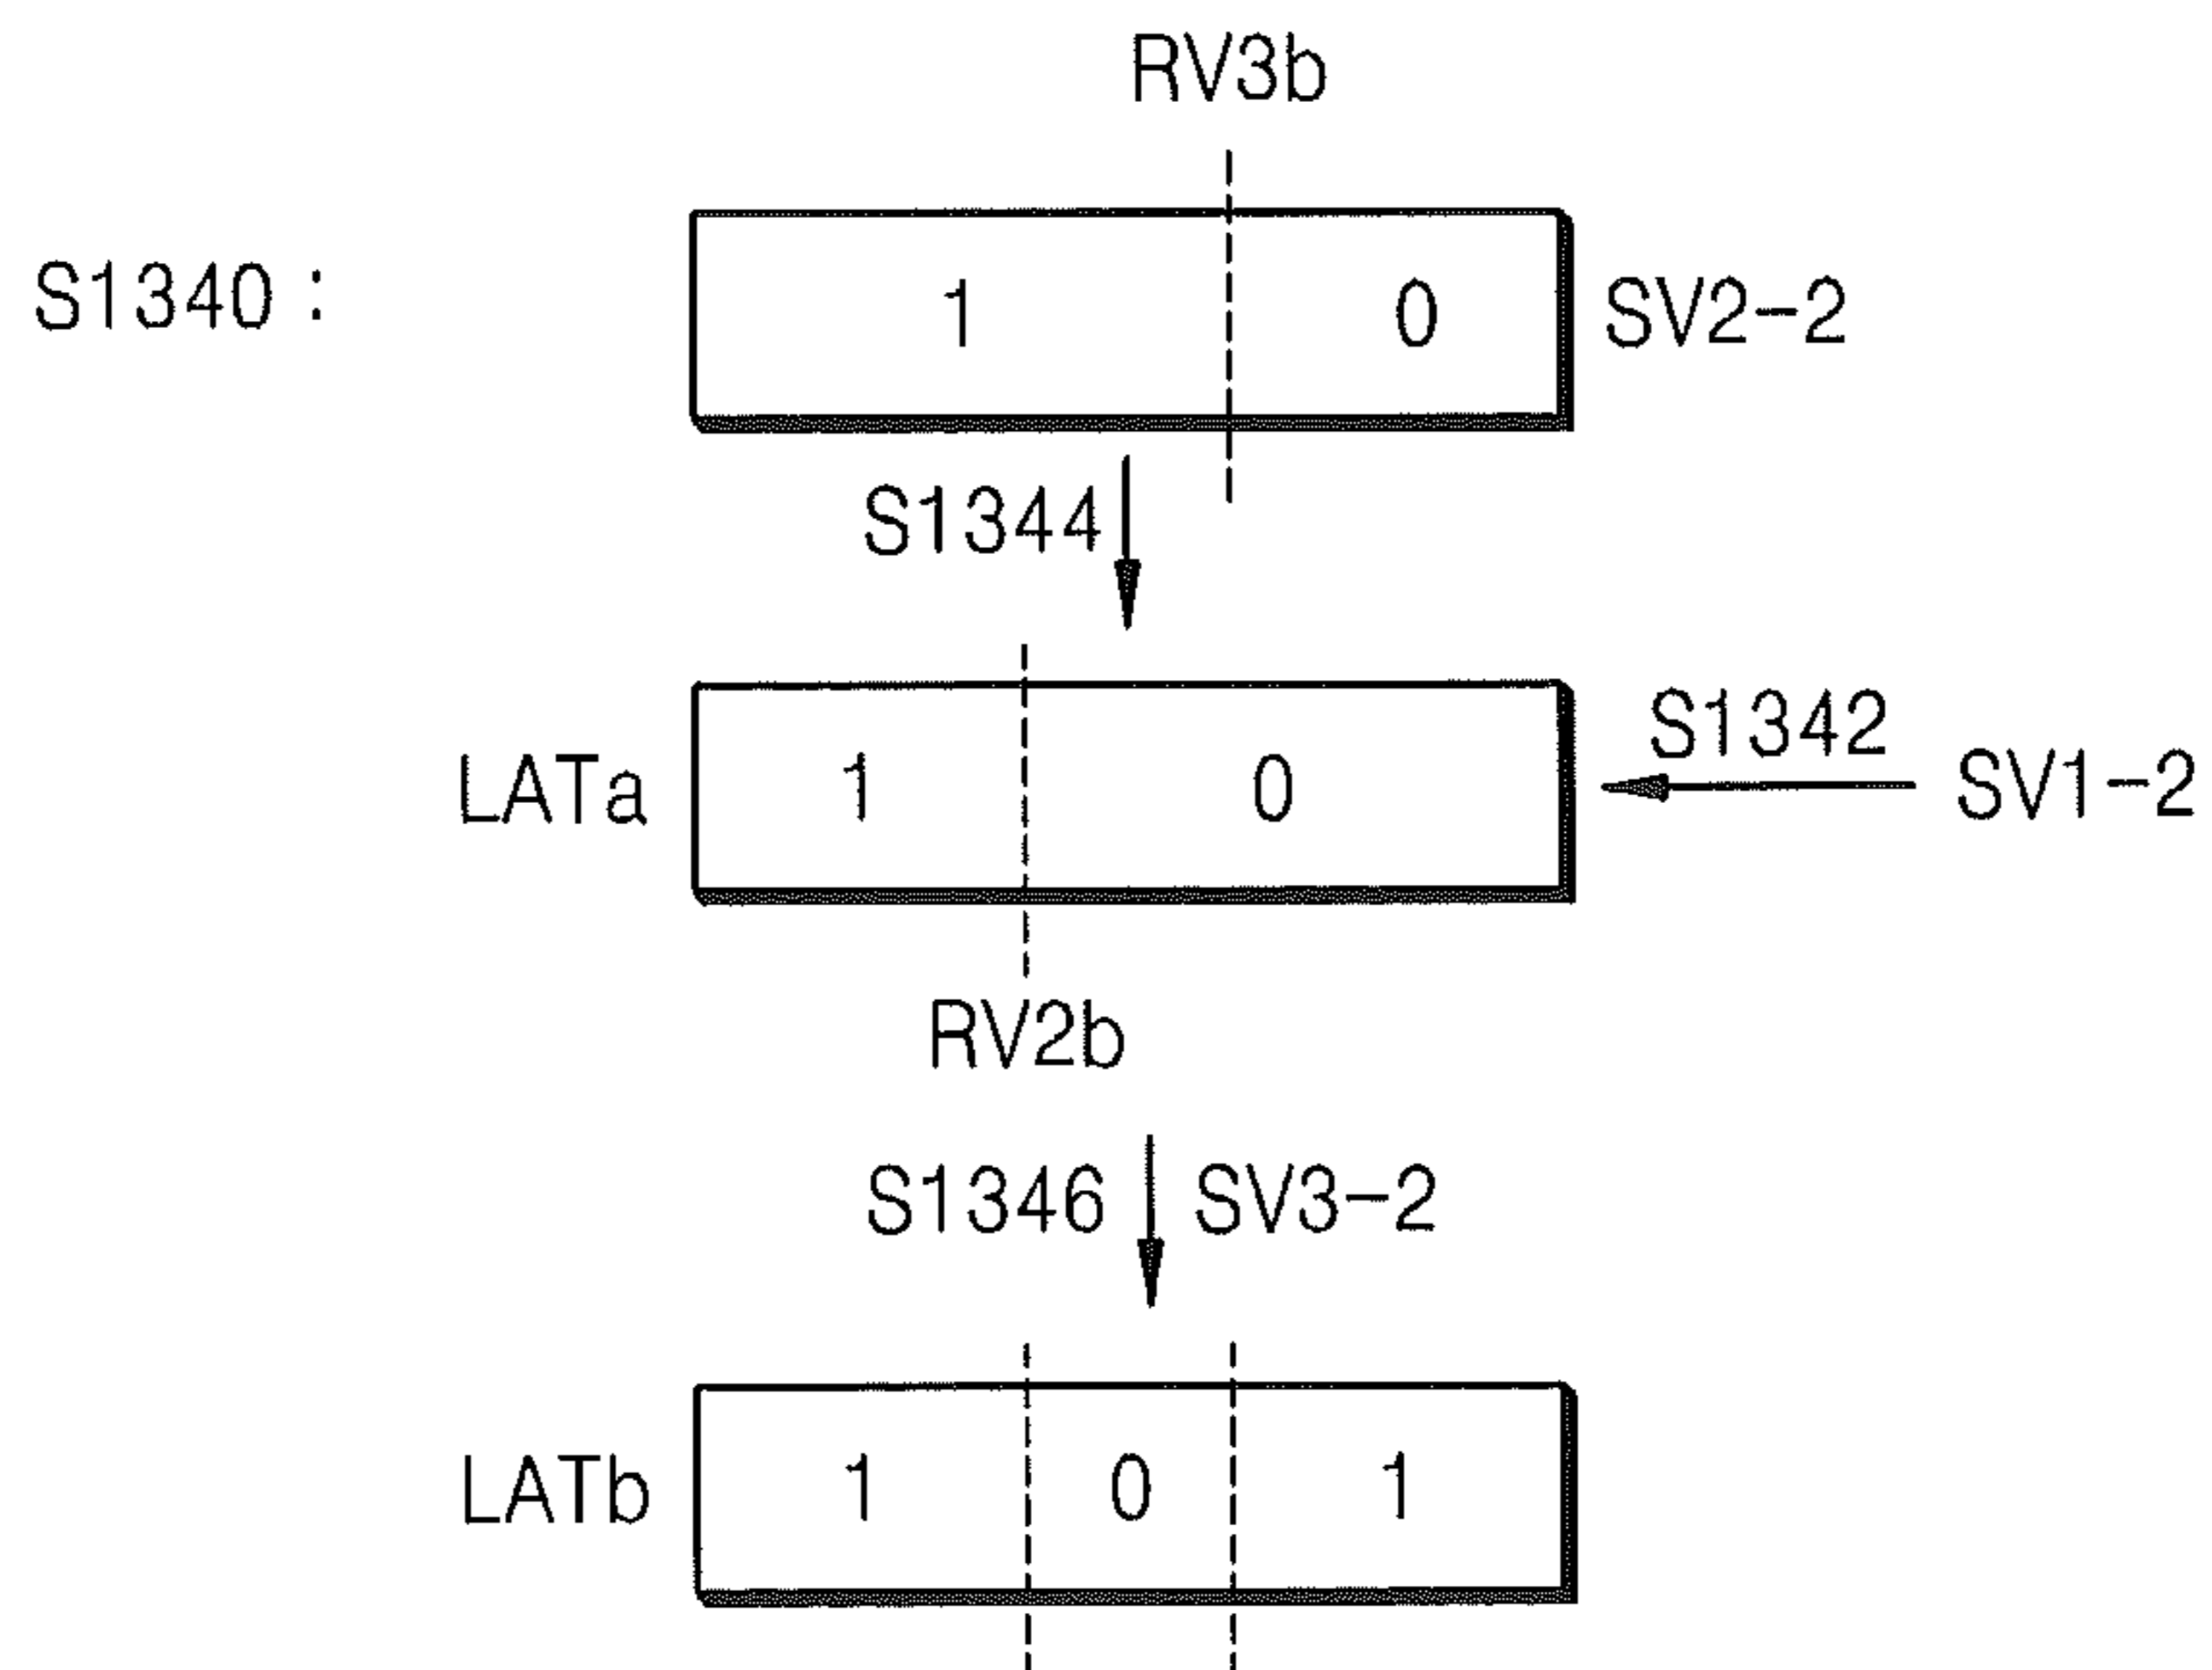 RV3b
S1340 : 1 0 SV2-2
S1344
LATa 1 0 S1342 SV1-2
RV2b
S1346 SV3-2
LATb 1 0 1